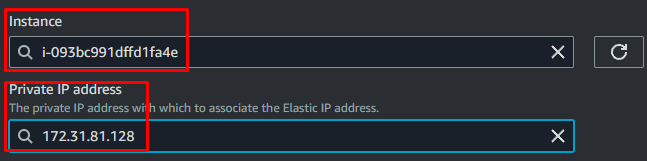 Instance
i-093bc991dffd1fa4e
Private IP address
The private IP address with which to associate the Elastic IP address.
172.31.81.128